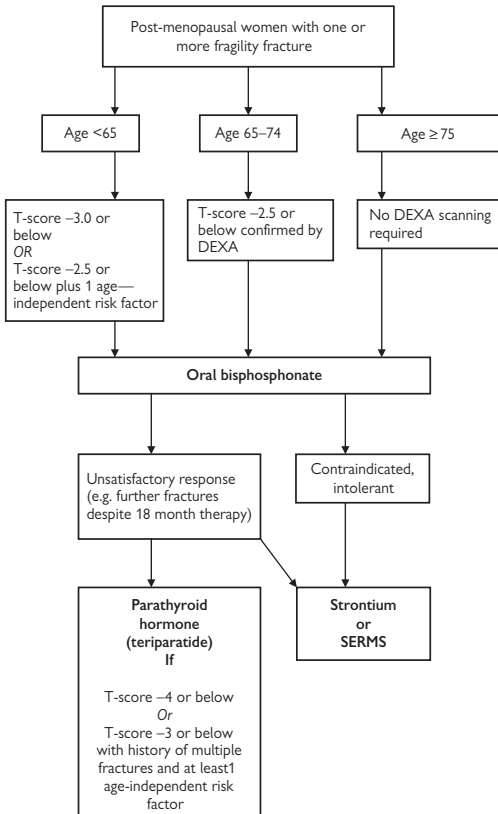 Post-menopausal women with one or
more fragility fracture
Age <65
Age 65–74
Age ≥ 75
T-score –3.0 or
below
OR
T-score –2.5 or
below plus 1 age—
independent risk factor
T-score –2.5 or
below confirmed by
DEXA
No DEXA scanning
required
Oral bisphosphonate
Unsatisfactory response
(e.g. further fractures
despite 18 month therapy)
Contraindicated,
intolerant
Parathyroid
hormone
(teriparatide)
If
T-score –4 or below
Or
T-score –3 or below
with history of multiple
fractures and at least1
age-independent risk
factor
Strontium
or
SERMS